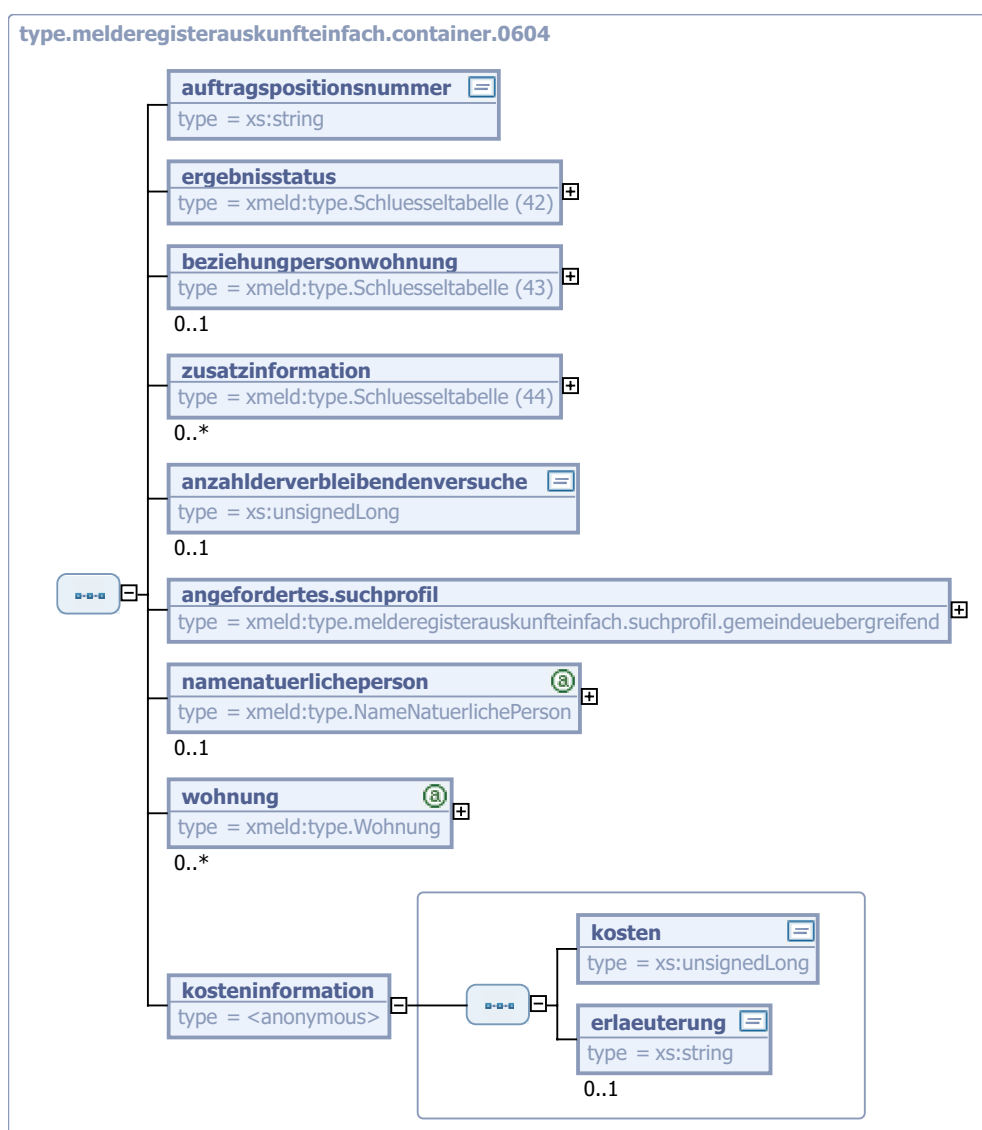 type.melderegisterauskunfteinfach.container.0604
auftragspositionsnummer
type = xs:string
ergebnisstatus
type = xmeld:type.Schluesseltabelle (42)
beziehungpersonwohnung
type = xmeld:type.Schluesseltabelle (43)
0..1
zusatzinformation
type = xmeld:type.Schluesseltabelle (44)
0..*
anzahlderverbleibendenversuche
type = xs:unsignedLong
0..1
angefordertes.suchprofil
type = xmeld:type.melderegisterauskunfteinfach.suchprofil.gemeindeuebergreifend
namenatuerlicheperson
type = xmeld:type.NameNatuerlichePerson
0..1
wohnung
type = xmeld:type.Wohnung
0..*
kosteninformation
type = <anonymous>
kosten
type = xs:unsignedLong
erlaeuterung
type = xs:string
0..1